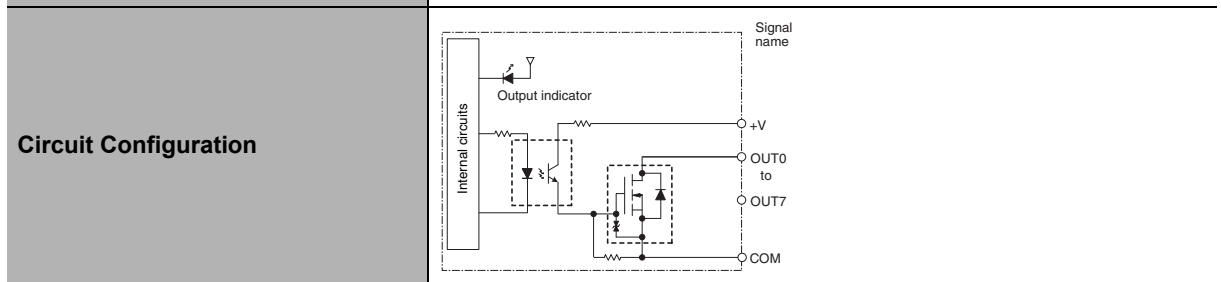 Circuit Configuration
Signal
name
Internal circuits
Output indicator
+V
OUT0
to
OUT7
COM